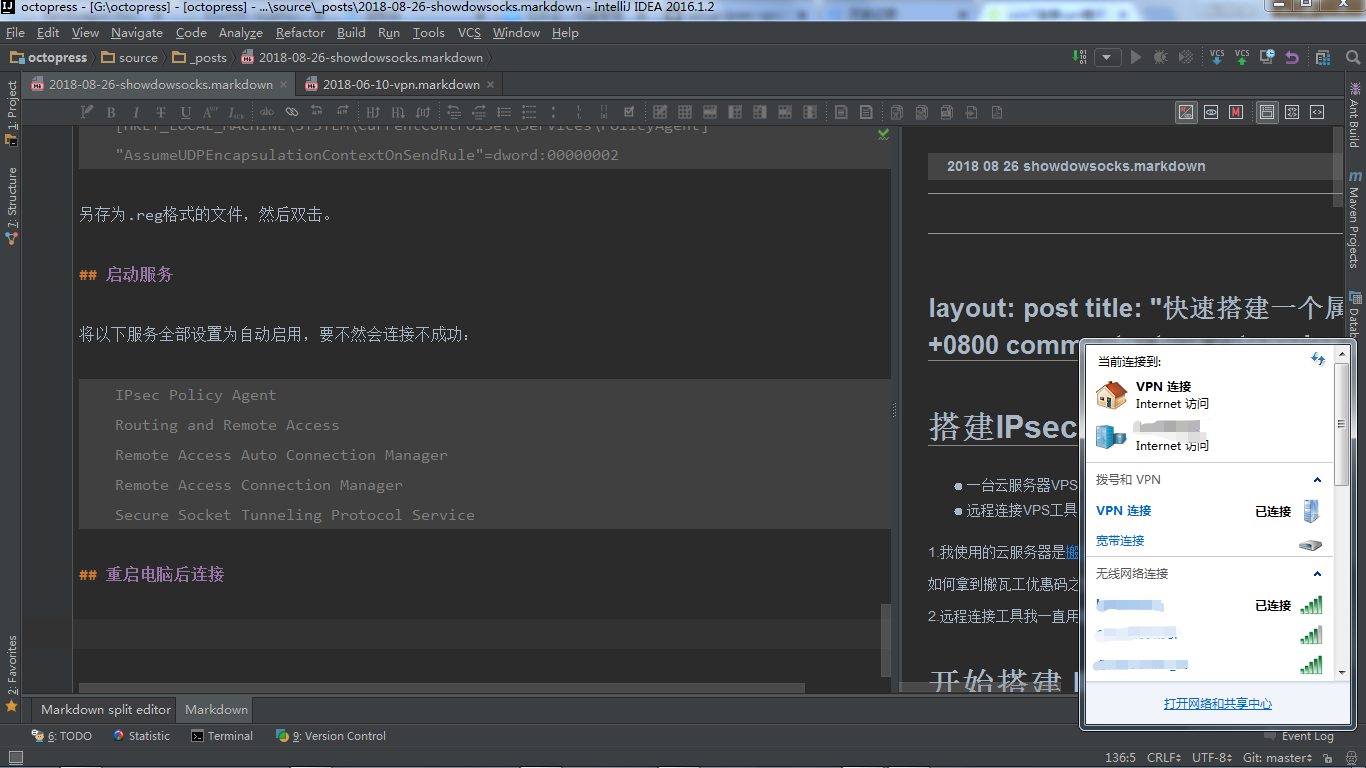 octopress - [G:\octopress] - [octopress] - ...\source\_posts\2018-08-26-showdowsocks.markdown - IntelliJ IDEA 2016.1.2
File Edit View Navigate Code Analyze Refactor Build Run Tools VCS Window Help
octopress source _posts 2018-08-26-showdowsocks.markdown
VCS VCS
2018-08-26-showdowsocks.markdown 2018-06-10-vpn.markdown
1: Project
7: Structure
2: Favorites
[HKEY_LOCAL_MACHINE\SYSTEM\CurrentControlSet\Services\PolicyAgent]
"AssumeUDPEncapsulationContextOnSendRule"=dword:00000002
另存为.reg格式的文件，然后双击。
## 启动服务
将以下服务全部设置为自动启用，要不然会连接不成功：
IPsec Policy Agent
Routing and Remote Access
Remote Access Auto Connection Manager
Remote Access Connection Manager
Secure Socket Tunneling Protocol Service
## 重启电脑后连接
2018 08 26 showdowsocks.markdown
layout: post title: "快速搭建一个属
+0800 comm
搭建IPsec
一台云服务器VPS
远程连接VPS工具
1.我使用的云服务器是搬
如何拿到搬瓦工优惠码之
2.远程连接工具我一直用
开始搭建
Ant Build
Maven Projects
Datab
当前连接到:
VPN 连接
Internet 访问
Internet 访问
拨号和 VPN
VPN 连接 已连接
宽带连接
无线网络连接
已连接
打开网络和共享中心
Markdown split editor Markdown
6: TODO Statistic Terminal 9: Version Control Event Log
136:5 CRLF UTF-8 Git: master